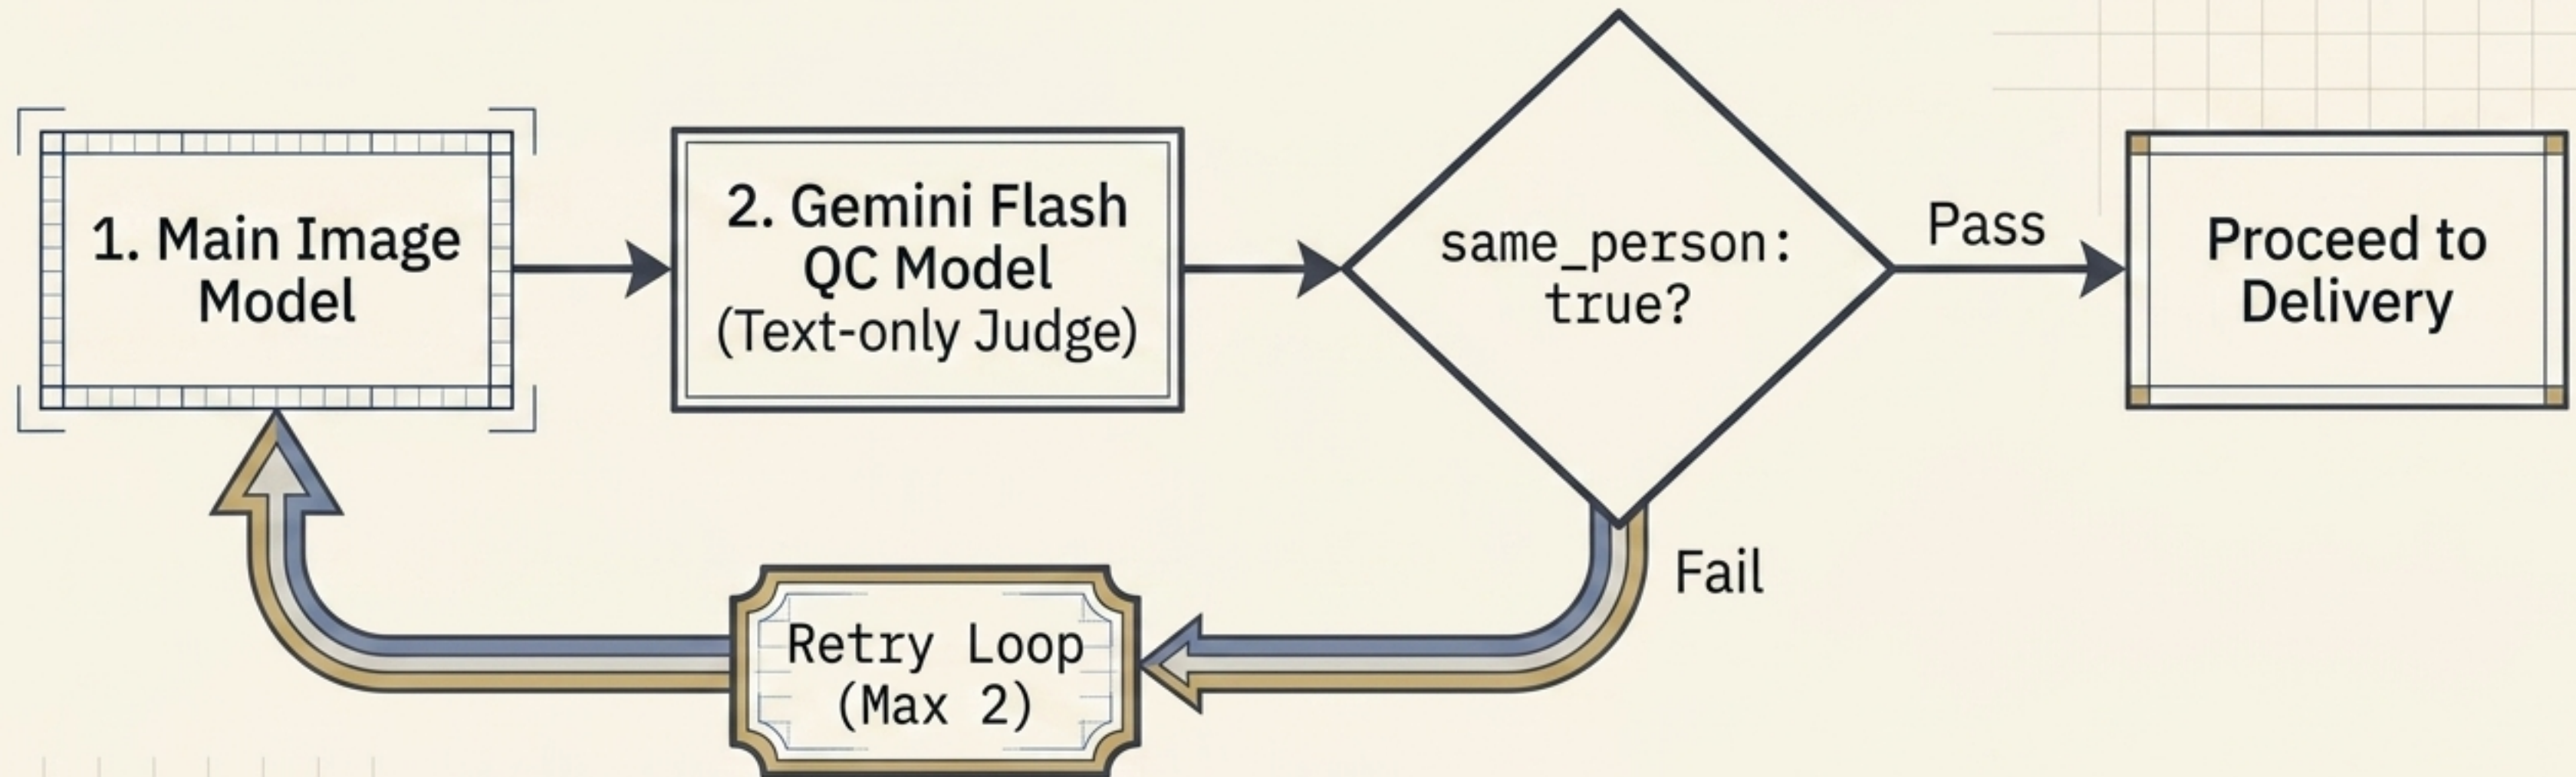 1. Main Image
Model
2. Gemini Flash
QC Model
(Text-only Judge)
same_person:
true?
Pass
Proceed to
Delivery
Fail
Retry Loop
(Max 2)